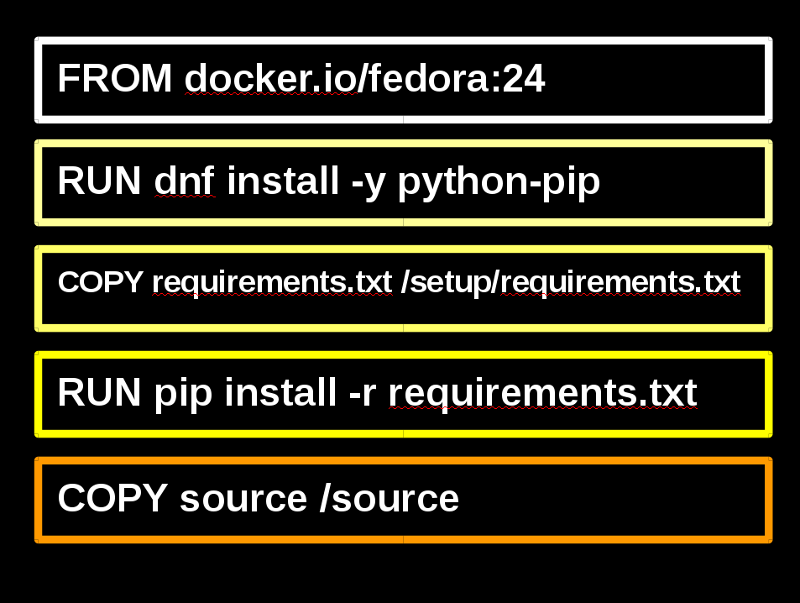 FROM docker.io/fedora:24
RUN dnf install -y python-pip
COPY requirements.txt /setup/requirements.txt
RUN pip install -r requirements.txt
COPY source /source